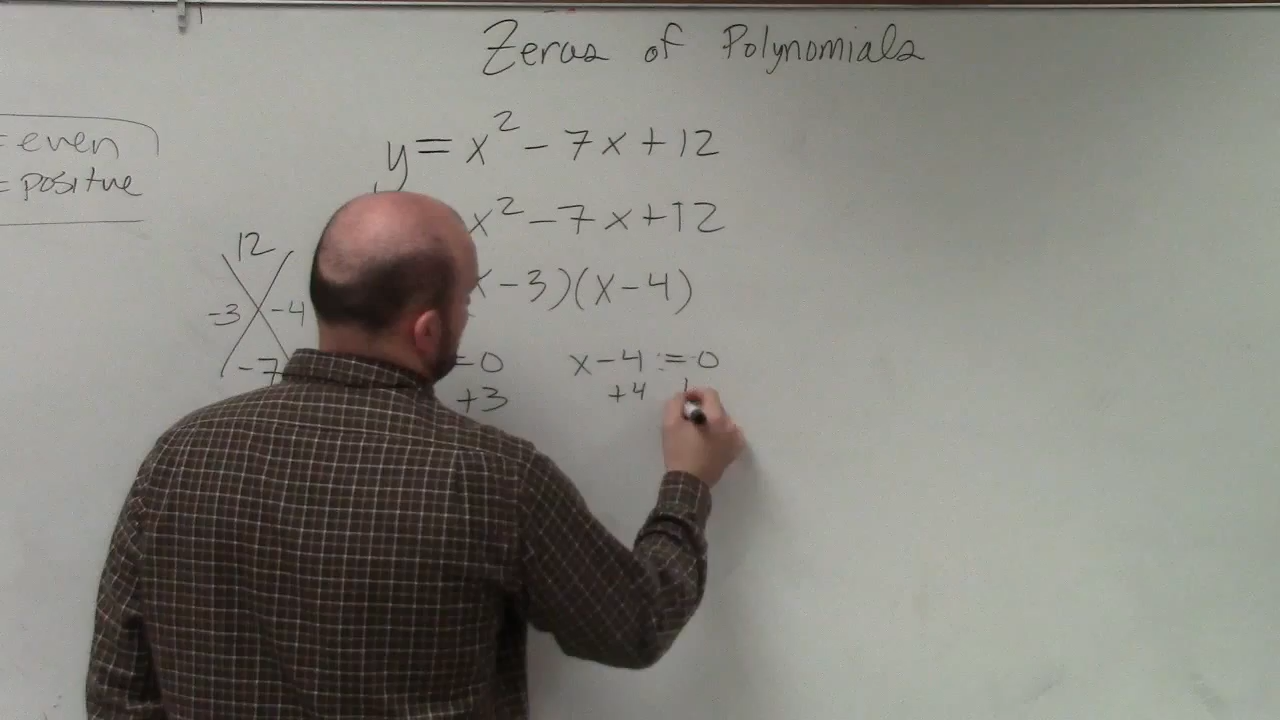 Zeros of Polynomials
= even
= positive
y = x² - 7x + 12
x² - 7x + 12
12
-3 -4
-7
x - 3)(x - 4)
= 0 x - 4 = 0
+3 +4